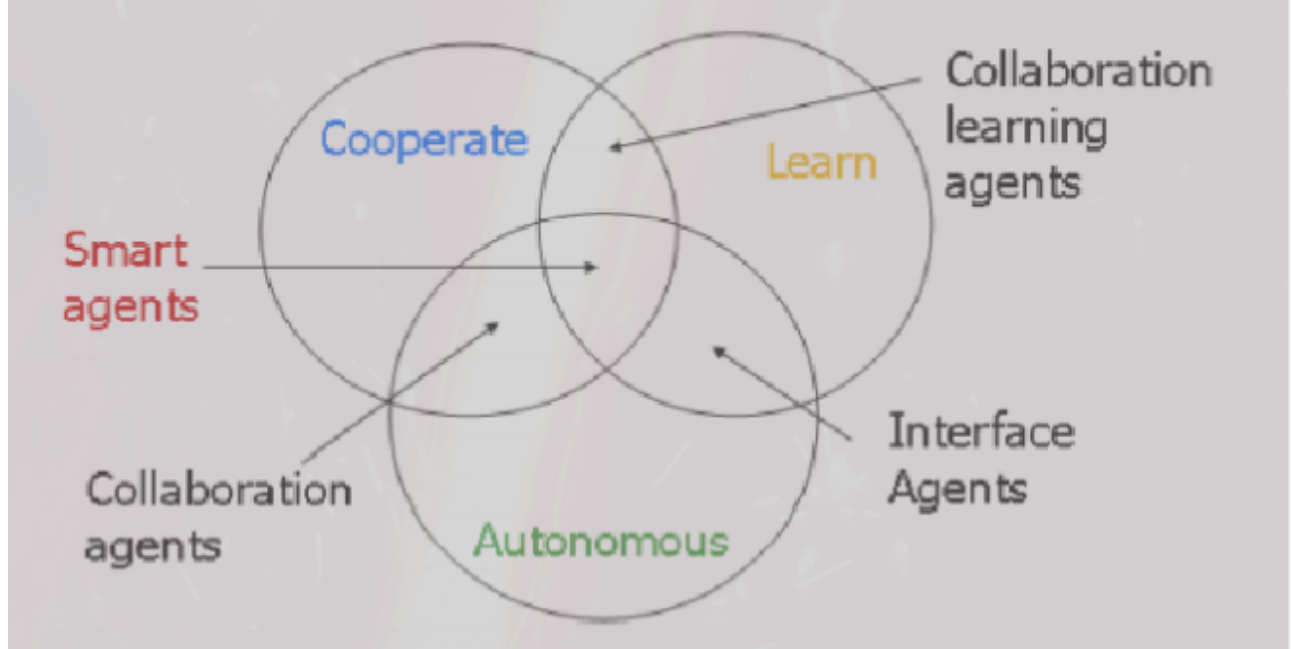 Cooperate
Learn
Collaboration
learning
agents
Smart
agents
Collaboration
agents
Interface
Agents
Autonomous